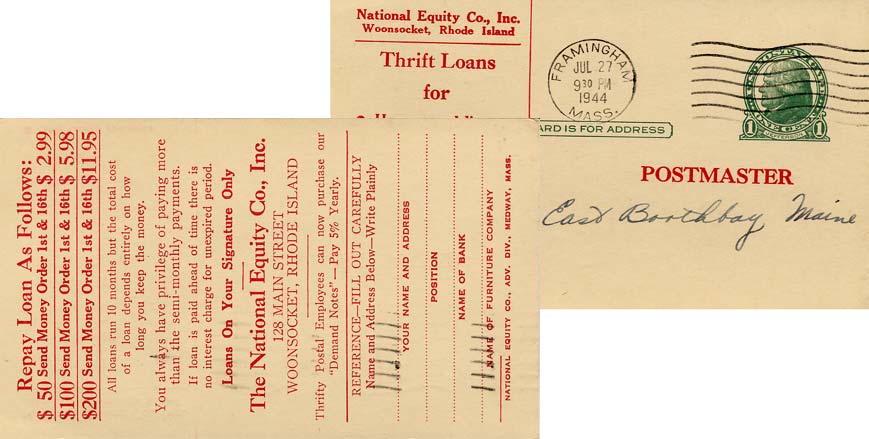 National Equity Co., Inc.
Woonsocket, Rhode Island
Thrift Loans
for
FRAMINGHAM
JUL 27
9 30 PM
1944
MASS.
U.S. POSTAGE
1 ONE CENT 1
JEFFERSON
ARD IS FOR ADDRESS
POSTMASTER
East Boothbay Maine
Repay Loan As Follows:
$ 50 Send Money Order 1st & 16th $ 2.99
$100 Send Money Order 1st & 16th $ 5.98
$200 Send Money Order 1st & 16th $11.95
All loans run 10 months but the total cost
of a loan depends entirely on how
long you keep the money.
You always have privilege of paying more
than the semi-monthly payments.
If loan is paid ahead of time there is
no interest charge for unexpired period.
Loans On Your Signature Only
The National Equity Co., Inc.
128 MAIN STREET
WOONSOCKET, RHODE ISLAND
Thrifty Postal Employees can now purchase our
"Demand Notes"—Pay 5% Yearly.
REFERENCE—FILL OUT CAREFULLY
Name and Address Below—Write Plainly
YOUR NAME AND ADDRESS
POSITION
NAME OF BANK
NAME OF FURNITURE COMPANY
NATIONAL EQUITY CO., ADV. DIV., MEDWAY, MASS.